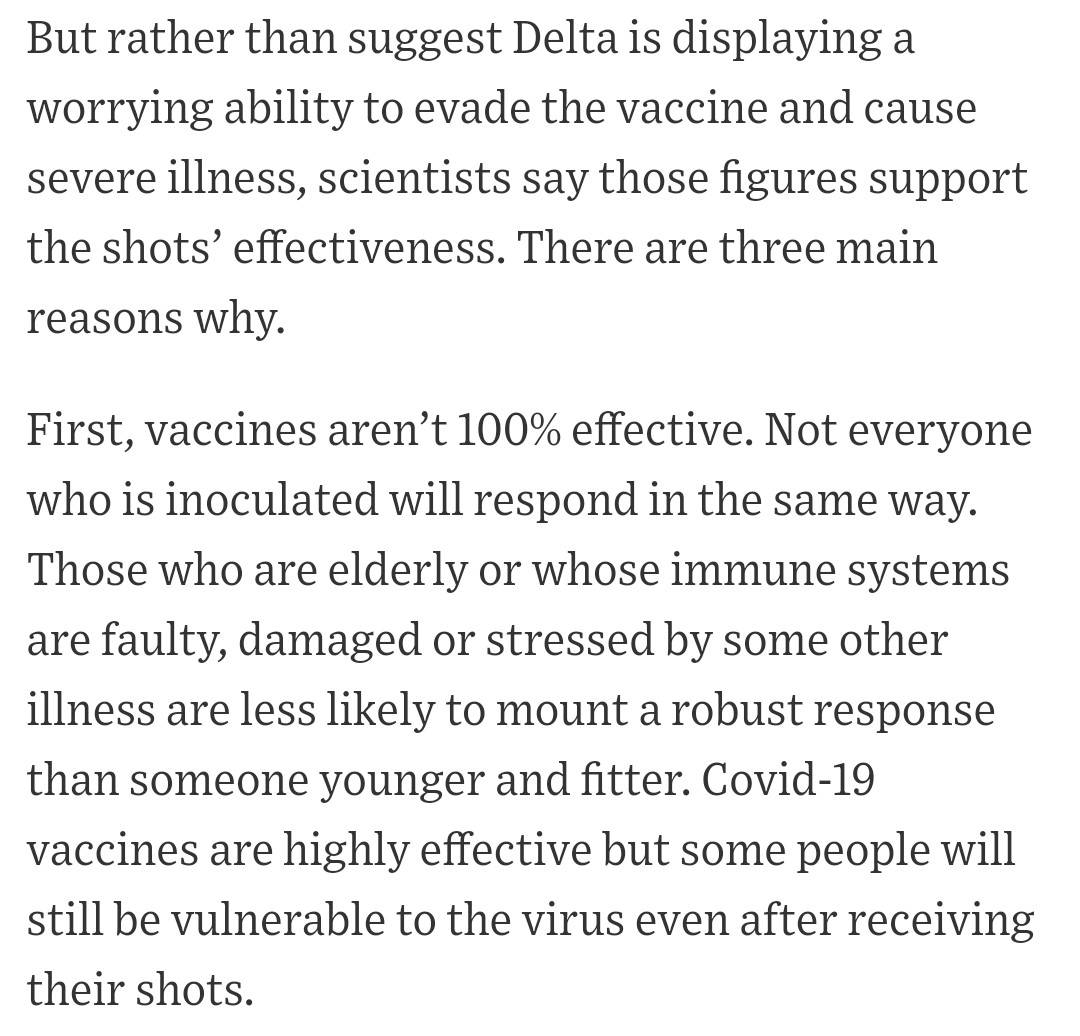 But rather than suggest Delta is displaying a
worrying ability to evade the vaccine and cause
severe illness, scientists say those figures support
the shots’ effectiveness. There are three main
reasons why.
First, vaccines aren’t 100% effective. Not everyone
who is inoculated will respond in the same way.
Those who are elderly or whose immune systems
are faulty, damaged or stressed by some other
illness are less likely to mount a robust response
than someone younger and fitter. Covid-19
vaccines are highly effective but some people will
still be vulnerable to the virus even after receiving
their shots.